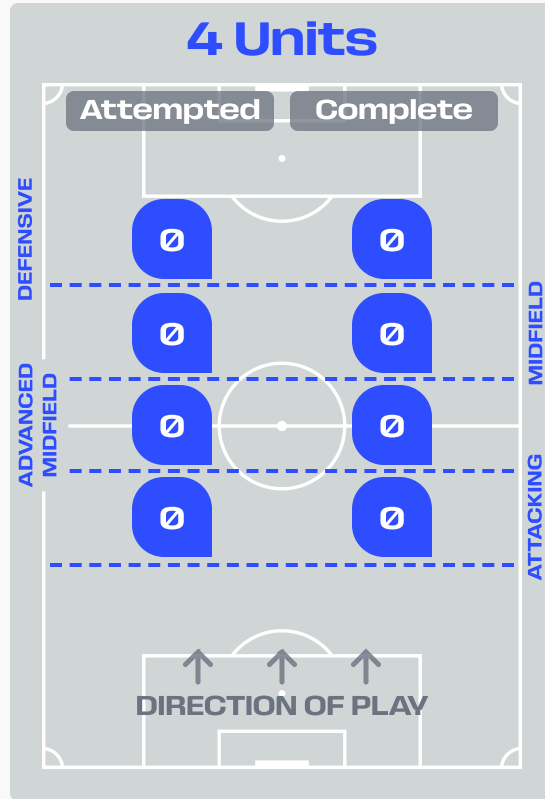 4 Units
Attempted Complete
DEFENSIVE
0 0
MIDFIELD
0 0
ADVANCED
MIDFIELD
0 0
ATTACKING
0 0
DIRECTION OF PLAY